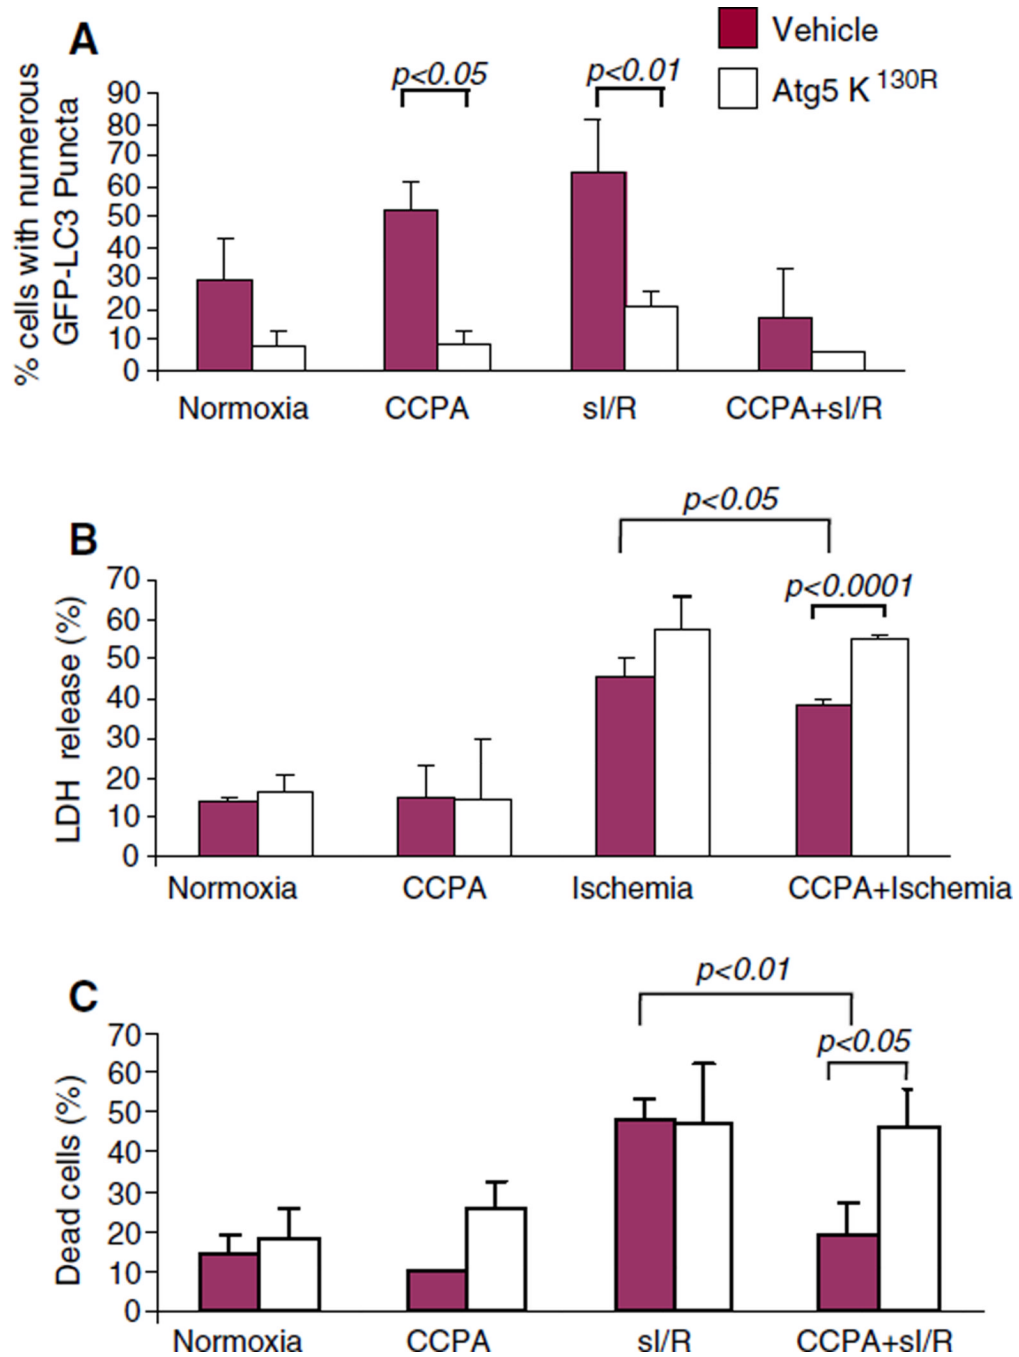 A
Vehicle
Atg5 K 130R
p<0.05
p<0.01
% cells with numerous
GFP-LC3 Puncta
90
80
70
60
50
40
30
20
10
0
Normoxia CCPA sI/R CCPA+sI/R
B
p<0.05
p<0.0001
LDH release (%)
70
60
50
40
30
20
10
0
Normoxia CCPA Ischemia CCPA+Ischemia
C
p<0.01
p<0.05
Dead cells (%)
70
60
50
40
30
20
10
0
Normoxia CCPA sI/R CCPA+sI/R